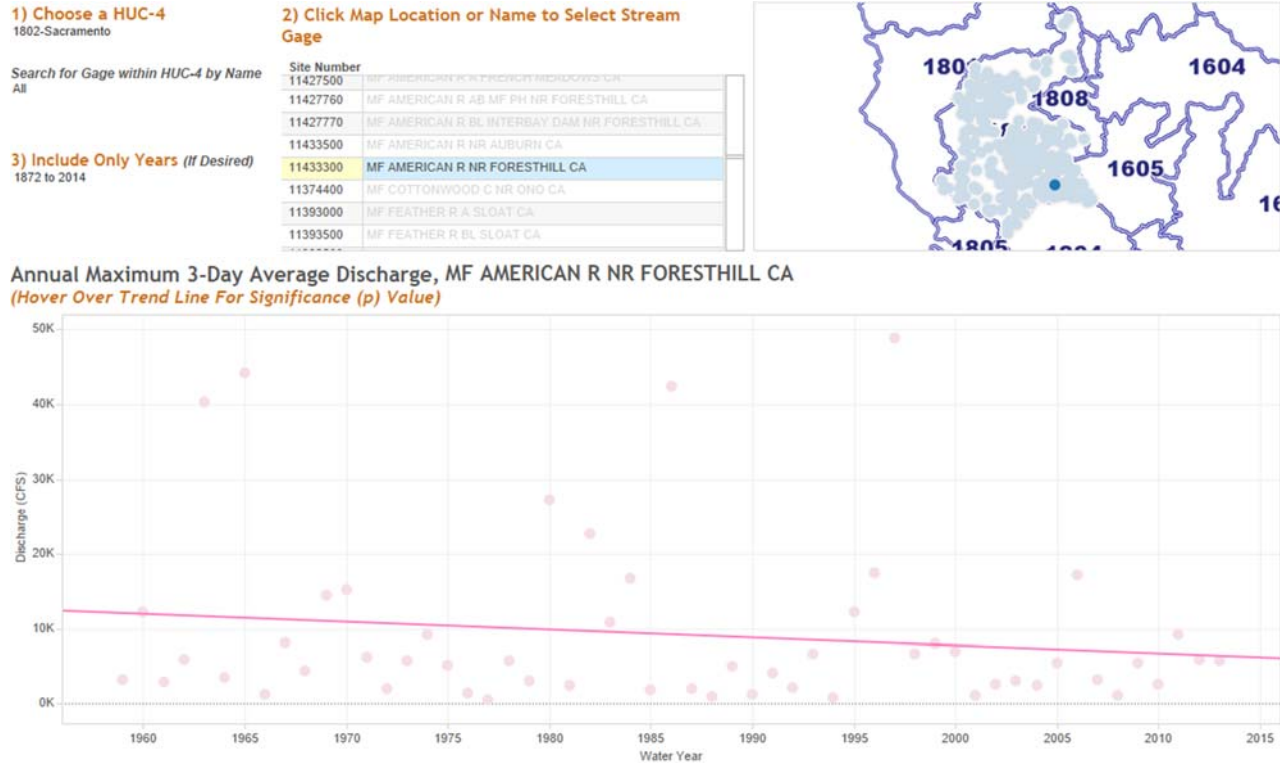 1) Choose a HUC-4
1802-Sacramento
Search for Gage within HUC-4 by Name
All
3) Include Only Years (If Desired)
1872 to 2014
2) Click Map Location or Name to Select Stream
Gage
Site Number
11427500 MF AMERICAN R A FRENCH MEADOWS CA
11427760 MF AMERICAN R AB MF PH NR FORESTHILL CA
11427770 MF AMERICAN R BL INTERBAY DAM NR FORESTHILL CA
11433500 MF AMERICAN R NR AUBURN CA
11433300 MF AMERICAN R NR FORESTHILL CA
11374400 MF COTTONWOOD C NR ONO CA
11393000 MF FEATHER R A SLOAT CA
11393500 MF FEATHER R BL SLOAT CA
1604
1808
1605
1805
Annual Maximum 3-Day Average Discharge, MF AMERICAN R NR FORESTHILL CA
(Hover Over Trend Line For Significance (p) Value)
50K
40K
30K
20K
10K
0K
Discharge (CFS)
1960 1965 1970 1975 1980 1985 1990 1995 2000 2005 2010 2015
Water Year